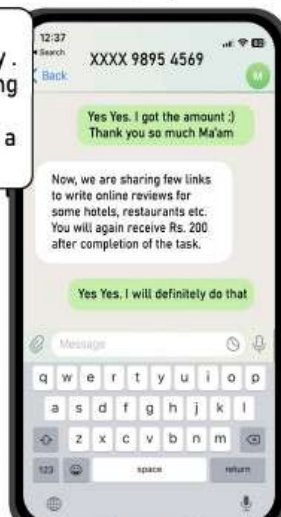 y.
ng
a
12:37
Search
XXXX 9895 4569
Back
M
Yes Yes. I got the amount :)
Thank you so much Ma'am
Now, we are sharing few links
to write online reviews for
some hotels, restaurants etc.
You will again receive Rs. 200
after completion of the task.
Yes Yes. I will definitely do that
Message
q w e r t y u i o p
a s d f g h j k l
z x c v b n m
123 space return